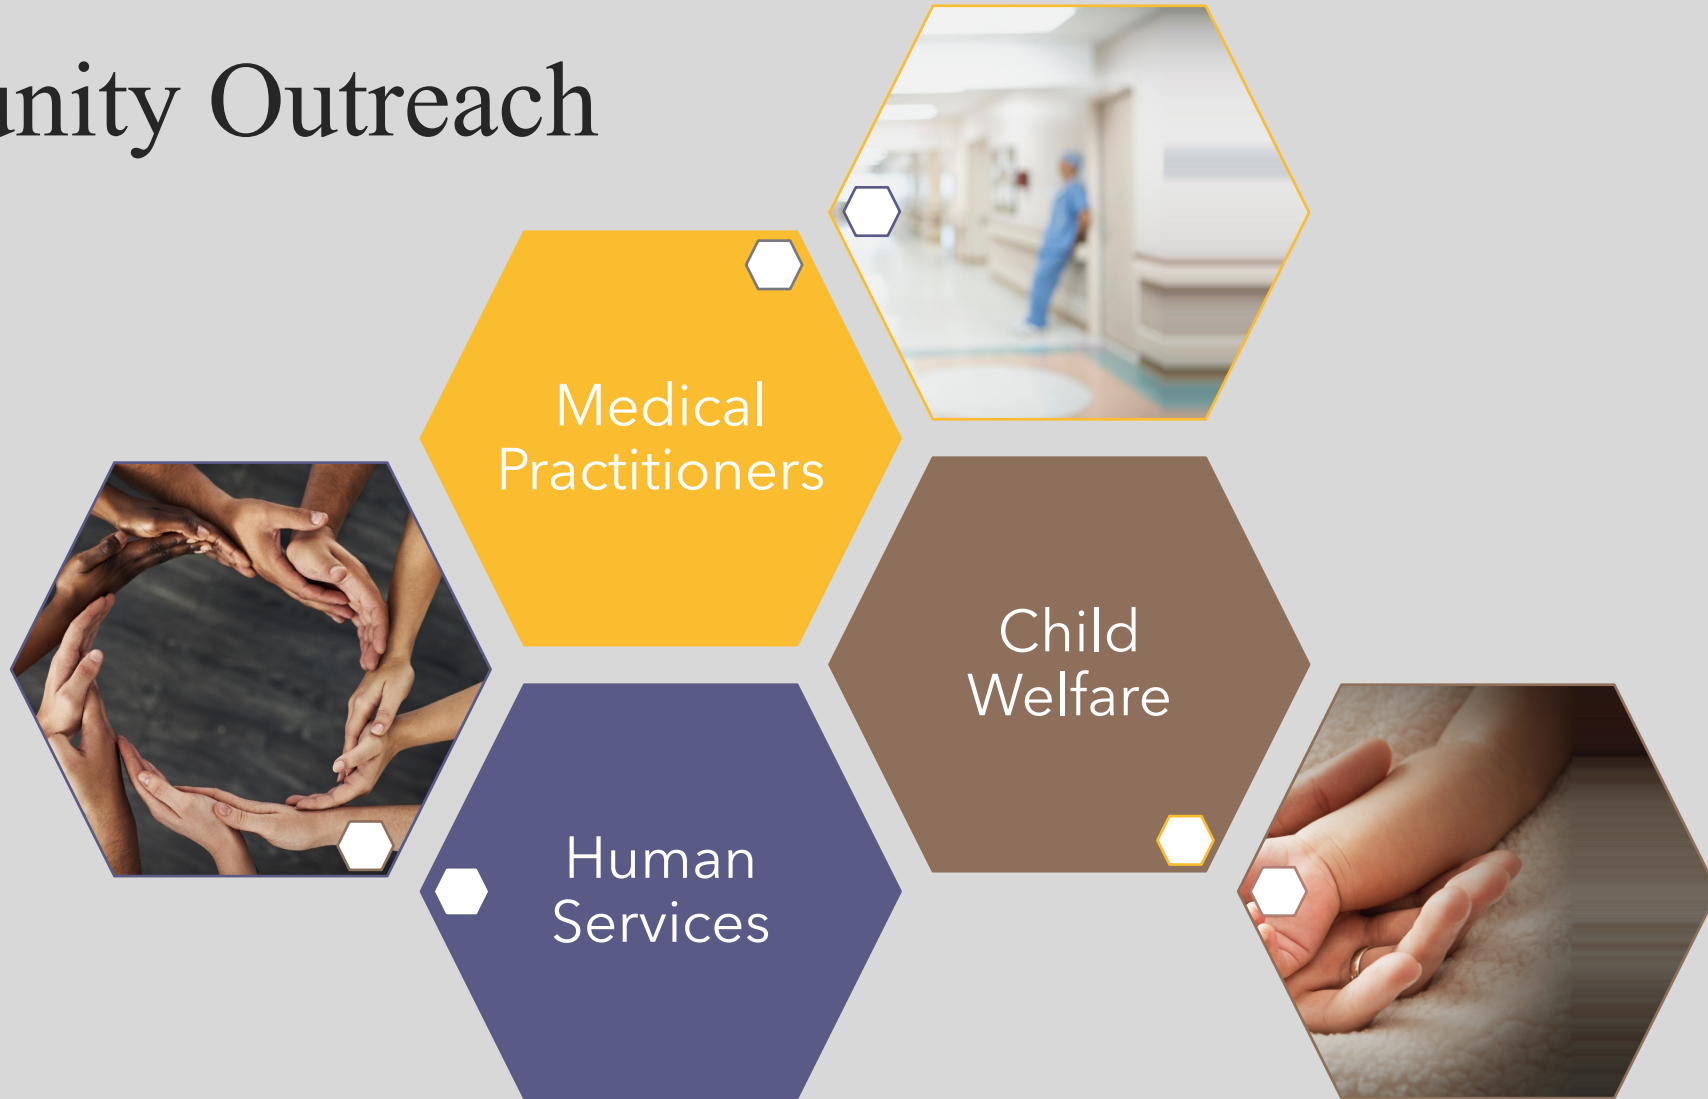 unity Outreach
Medical
Practitioners
Child
Welfare
Human
Services